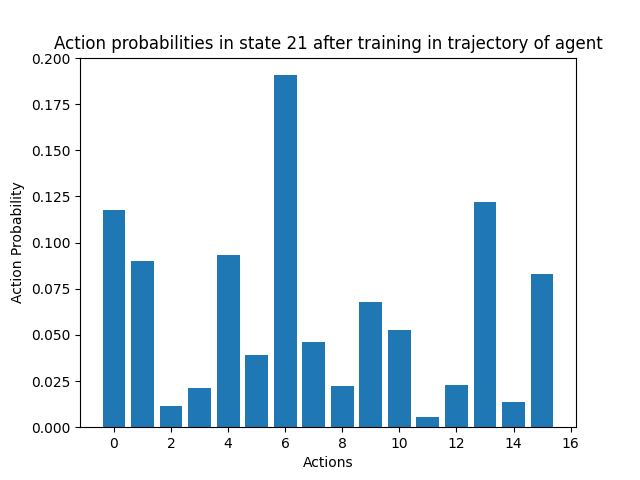 Action probabilities in state 21 after training in trajectory of agent
0.200
0.175
0.150
0.125
0.100
0.075
0.050
0.025
0.000
Action Probability
0 2 4 6 8 10 12 14 16
Actions